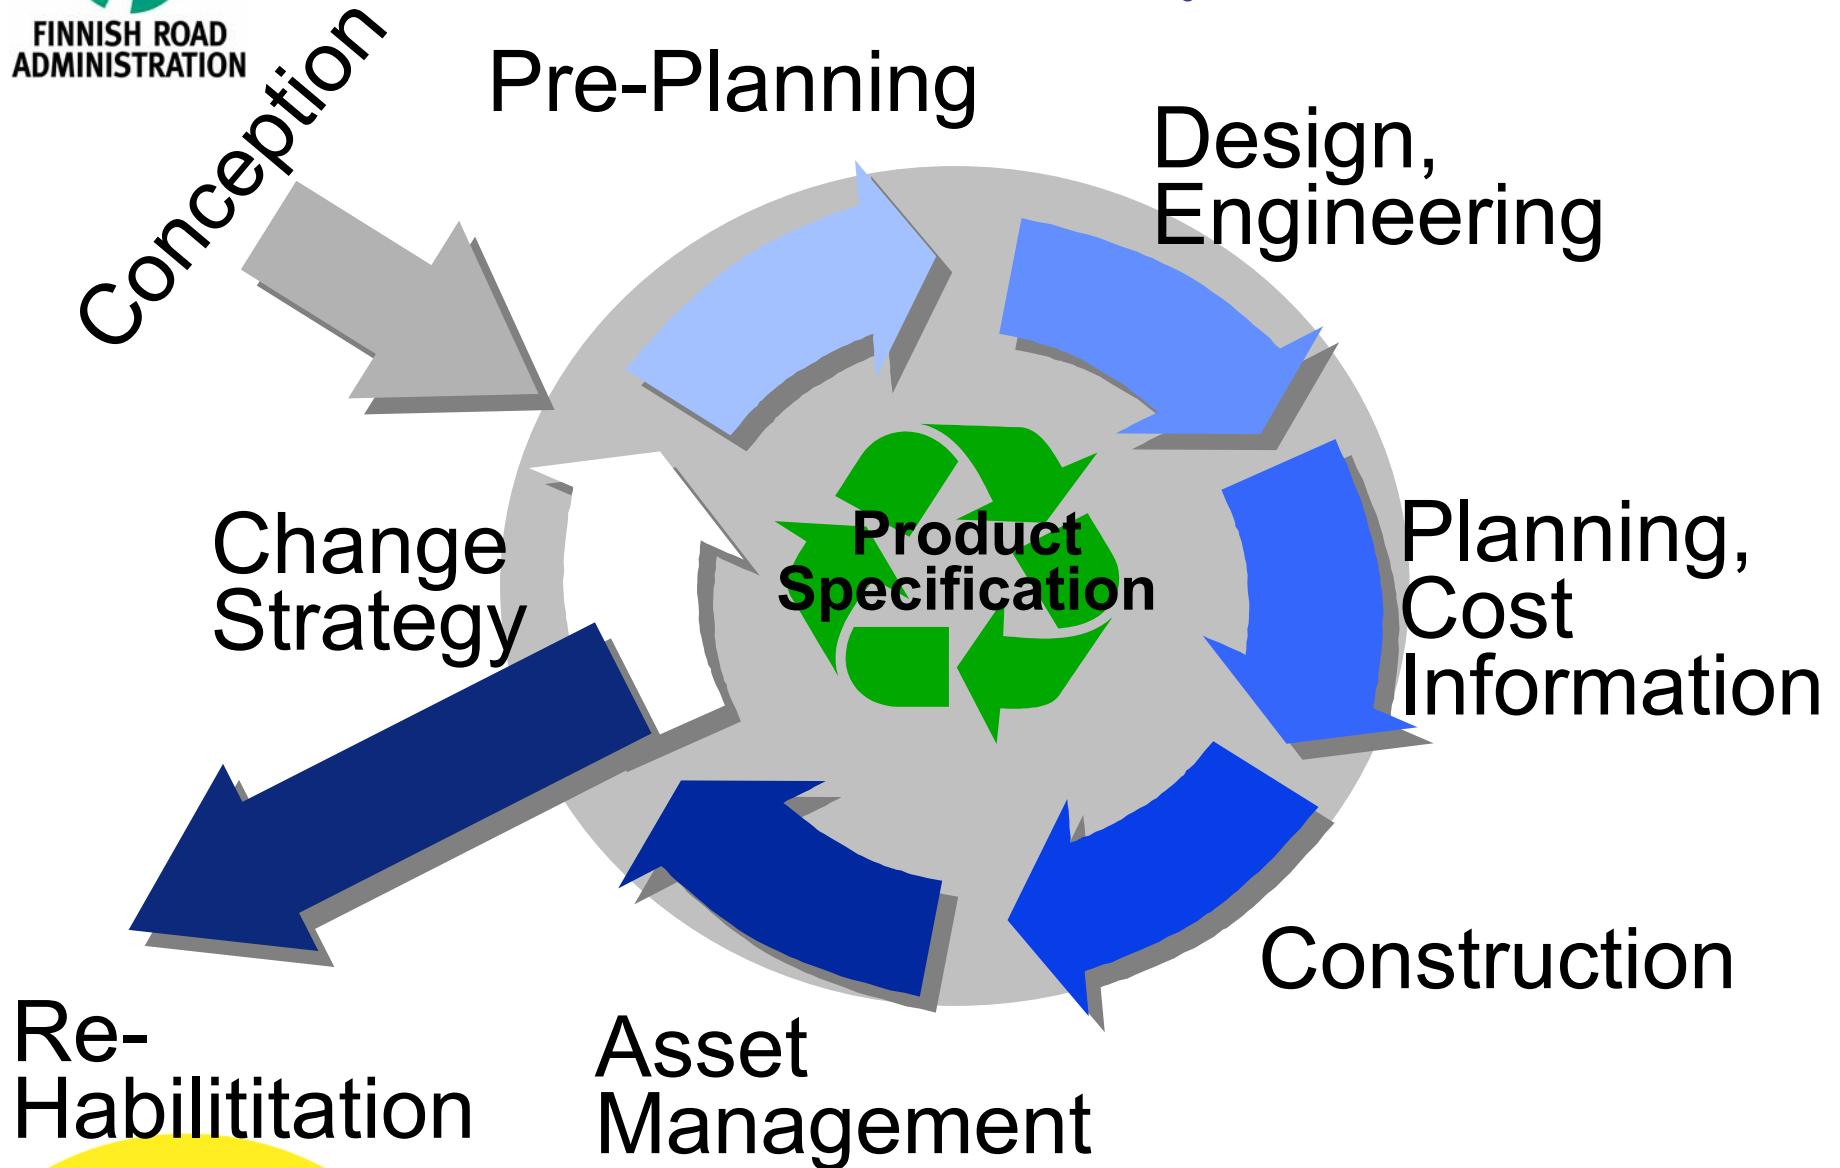 FINNISH ROAD
ADMINISTRATION
Conception
Pre-Planning
Design,
Engineering
Planning,
Cost
Information
Construction
Asset
Management
Re-
Habilititation
Change
Strategy
Product
Specification